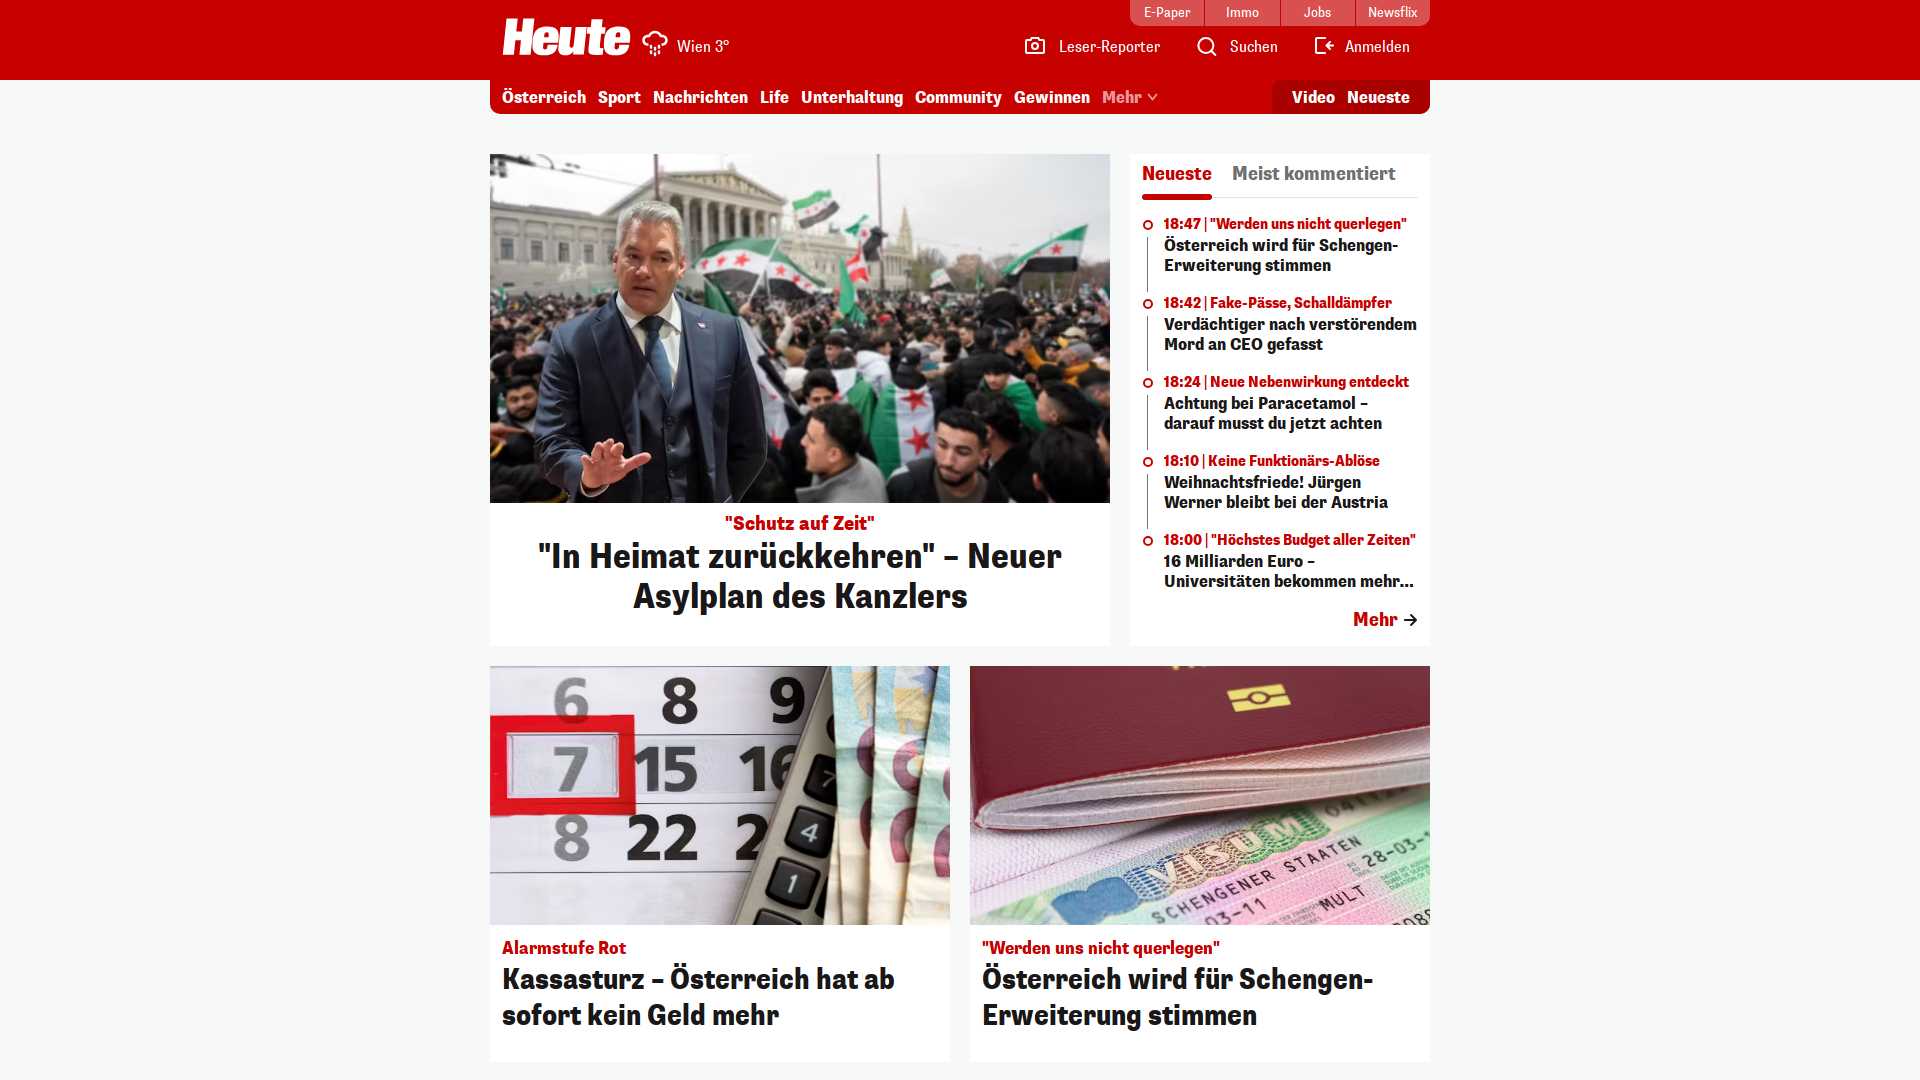 E-Paper
Immo
Jobs
Newsflix
Heute
Wien 3°
Leser-Reporter
Suchen
Anmelden
Österreich
Sport
Nachrichten
Life
Unterhaltung
Community
Gewinnen
Mehr
Video
Neueste
"Schutz auf Zeit"
"In Heimat zurückkehren" – Neuer
Asylplan des Kanzlers
Neueste
Meist kommentiert
18:47 | "Werden uns nicht querlegen"
Österreich wird für Schengen-
Erweiterung stimmen
18:42 | Fake-Pässe, Schalldämpfer
Verdächtiger nach verstörendem
Mord an CEO gefasst
18:24 | Neue Nebenwirkung entdeckt
Achtung bei Paracetamol –
darauf musst du jetzt achten
18:10 | Keine Funktionärs-Ablöse
Weihnachtsfriede! Jürgen
Werner bleibt bei der Austria
18:00 | "Höchstes Budget aller Zeiten"
16 Milliarden Euro –
Universitäten bekommen mehr...
Mehr
6 8 9
7 15 16
8 22 2
7
4
1
VISUM
SCHENGENER STAATEN
28-03-1
03-11
MULT
Alarmstufe Rot
Kassasturz – Österreich hat ab
sofort kein Geld mehr
"Werden uns nicht querlegen"
Österreich wird für Schengen-
Erweiterung stimmen